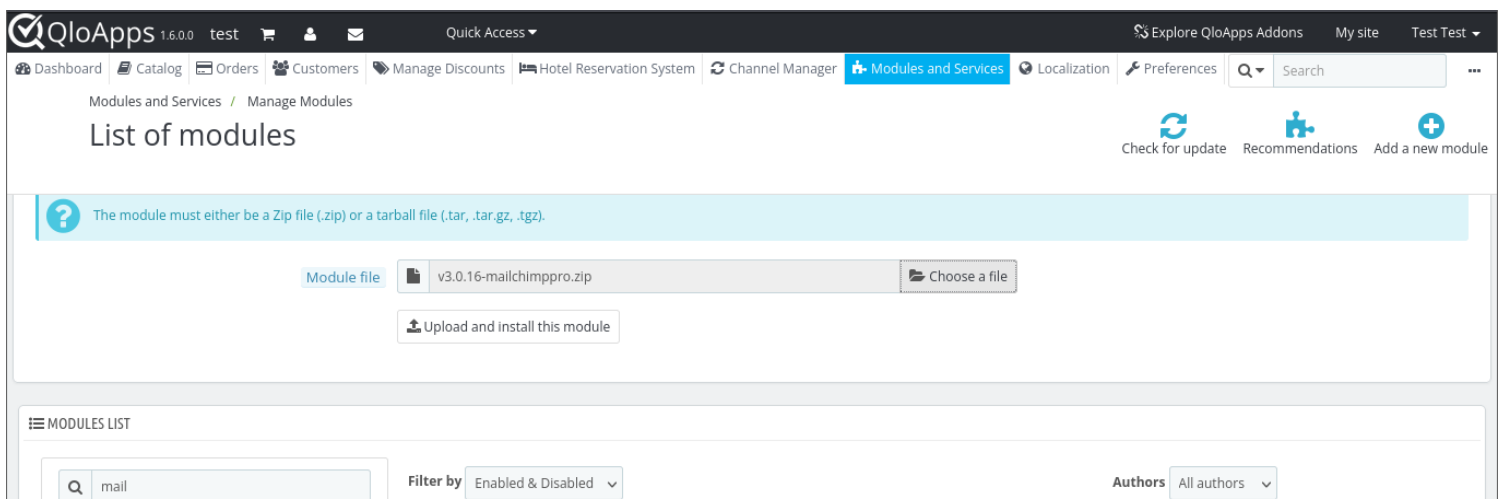 QloApps 1.6.0.0 test Quick Access Explore QloApps Addons My site Test Test
Dashboard Catalog Orders Customers Manage Discounts Hotel Reservation System Channel Manager Modules and Services Localization Preferences Search
Modules and Services / Manage Modules
List of modules
Check for update Recommendations Add a new module
The module must either be a Zip file (.zip) or a tarball file (.tar, .tar.gz, .tgz).
Module file v3.0.16-mailchimppro.zip Choose a file
Upload and install this module
MODULES LIST
mail Filter by Enabled & Disabled Authors All authors